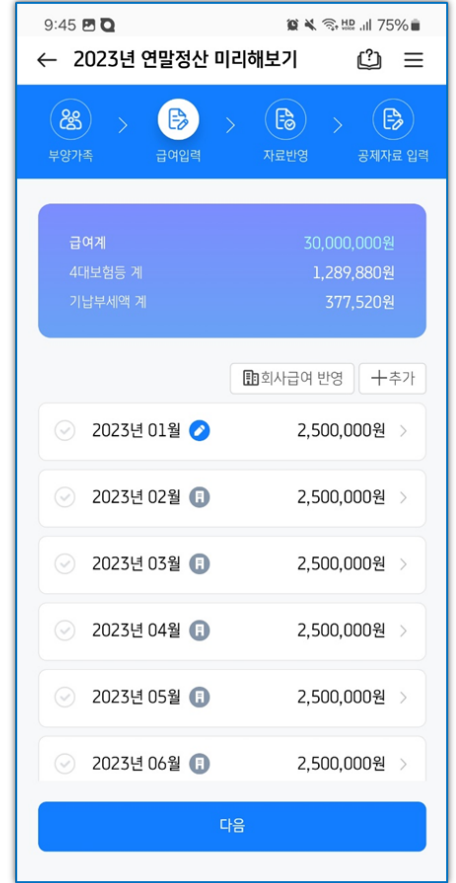 9:45 75%
2023년 연말정산 미리해보기
부양가족 급여입력 자료반영 공제자료 입력
급여계 30,000,000원
4대보험등 계 1,289,880원
기납부세액 계 377,520원
회사급여 반영 +추가
2023년 01월 2,500,000원
2023년 02월 2,500,000원
2023년 03월 2,500,000원
2023년 04월 2,500,000원
2023년 05월 2,500,000원
2023년 06월 2,500,000원
다음